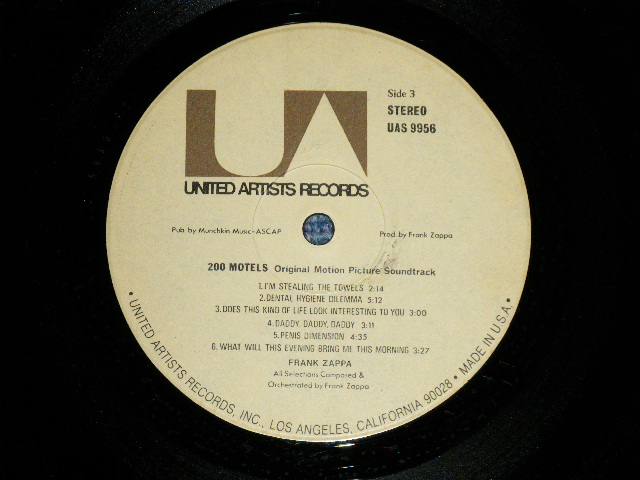 UA
Side 3
STEREO
UAS 9956
UNITED ARTISTS RECORDS
Pub. by Munchkin Music-ASCAP
Prod. by Frank Zappa
200 MOTELS Original Motion Picture Soundtrack
1.I'M STEALING THE TOWELS 2:14
2.DENTAL HYGIENE DILEMMA 5:12
3.DOES THIS KIND OF LIFE LOOK INTERESTING TO YOU 3:00
4.DADDY, DADDY, DADDY 3:11
5.PENIS DIMENSION 4:35
6.WHAT WILL THIS EVENING BRING ME THIS MORNING 3:27
FRANK ZAPPA
All Selections Composed &
Orchestrated by Frank Zappa
• UNITED ARTISTS RECORDS, INC., LOS ANGELES, CALIFORNIA 90028 • MADE IN U.S.A. •